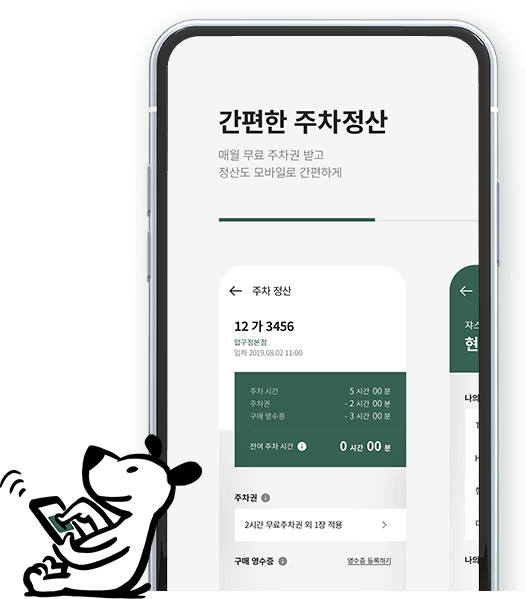 간편한 주차정산
매월 무료 주차권 받고
정산도 모바일로 간편하게
주차 정산
12 가 3456
압구정본점
입차 2019.08.02 11:00
주차 시간 5 시간 00 분
주차권 - 2 시간 00 분
구매 영수증 - 3 시간 00 분
잔여 주차 시간 0 시간 00 분
주차권
2시간 무료주차권 외 1장 적용
구매 영수증 영수증 등록하기
현
나의
나의